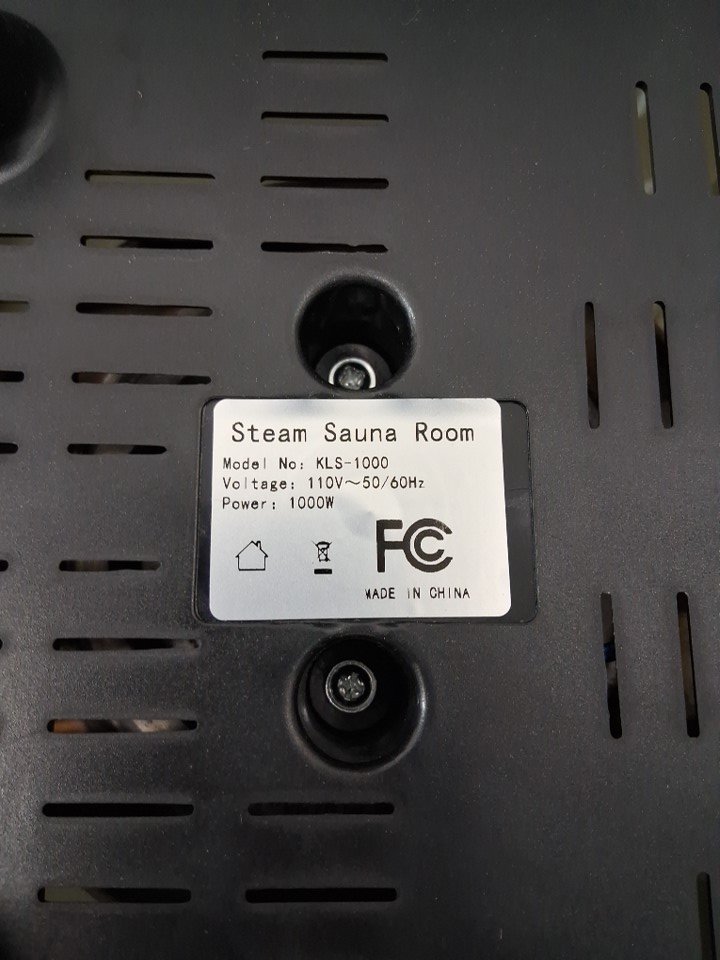 Steam Sauna Room
Model No: KLS-1000
Voltage: 110V～50/60Hz
Power: 1000W
FC
MADE IN CHINA